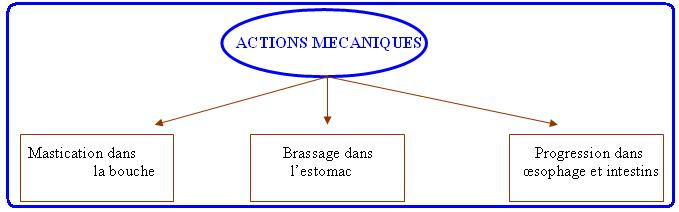 ACTIONS MECANIQUES
Mastication dans
la bouche
Brassage dans
l’estomac
Progression dans
œsophage et intestins